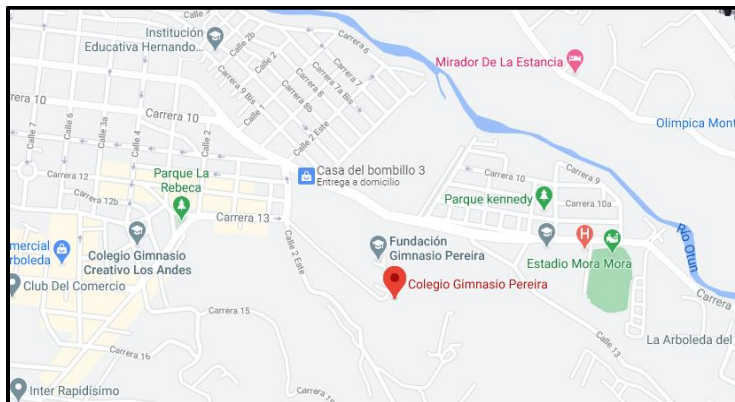 Institución
Educativa Hernando...
Calle 2b
Carrera 6
Calle 2
Carrera 7
Carrera 7a Bis
Carrera 8
Carrera 8b
Carrera 9 Bis
Calle 1
Calle 2 Este
Mirador De La Estancia
Olimpica Mont
Carrera 10
Carrera 10
Calle 7
Calle 6
Calle 3a
Calle 4
Calle 2
Carrera 12
Carrera 12b
Parque La
Rebeca
Casa del bombillo 3
Entrega a domicilio
Carrera 13
Carrera 10
Carrera 9
Carrera 10a
Parque kennedy
Río Otún
Fundación
Gimnasio Pereira
Estadio Mora Mora
Colegio Gimnasio Pereira
Colegio Gimnasio
Creativo Los Andes
mercial
rboleda
Club Del Comercio
Calle 2 Este
Carrera 15
Carrera 16
Carrera
Calle 13
La Arboleda del
Inter Rapidísimo